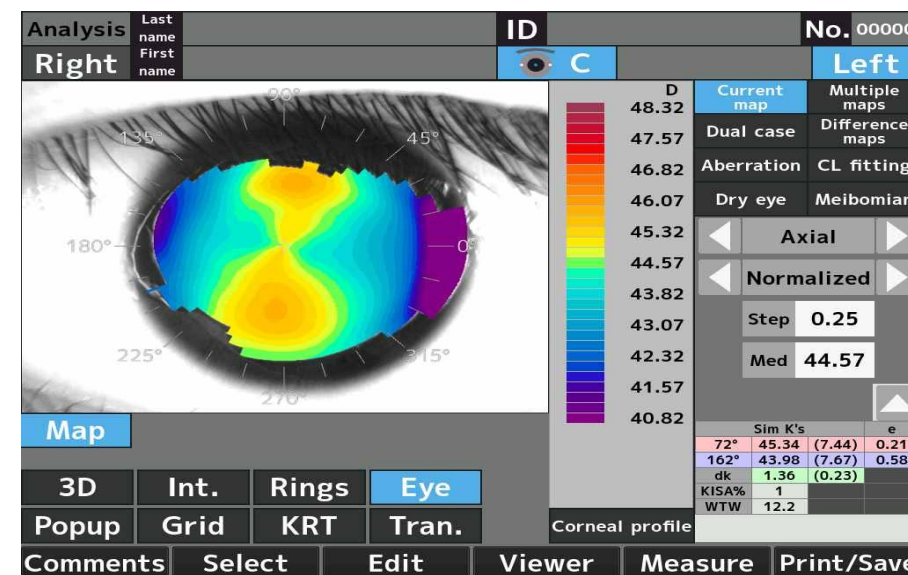 Analysis Last name ID No. 00000
Right First name C Left
90°
135° 45°
180° 0°
225° 315°
270°
D
48.32
47.57
46.82
46.07
45.32
44.57
43.82
43.07
42.32
41.57
40.82
Current map Multiple maps
Dual case Difference maps
Aberration CL fitting
Dry eye Meibomian
Axial
Normalized
Step 0.25
Med 44.57
Sim K's e
72° 45.34 (7.44) 0.21
162° 43.98 (7.67) 0.58
dk 1.36 (0.23)
KISA% 1
WTW 12.2
Map
3D Int. Rings Eye
Popup Grid KRT Tran. Corneal profile
Comments Select Edit Viewer Measure Print/Save